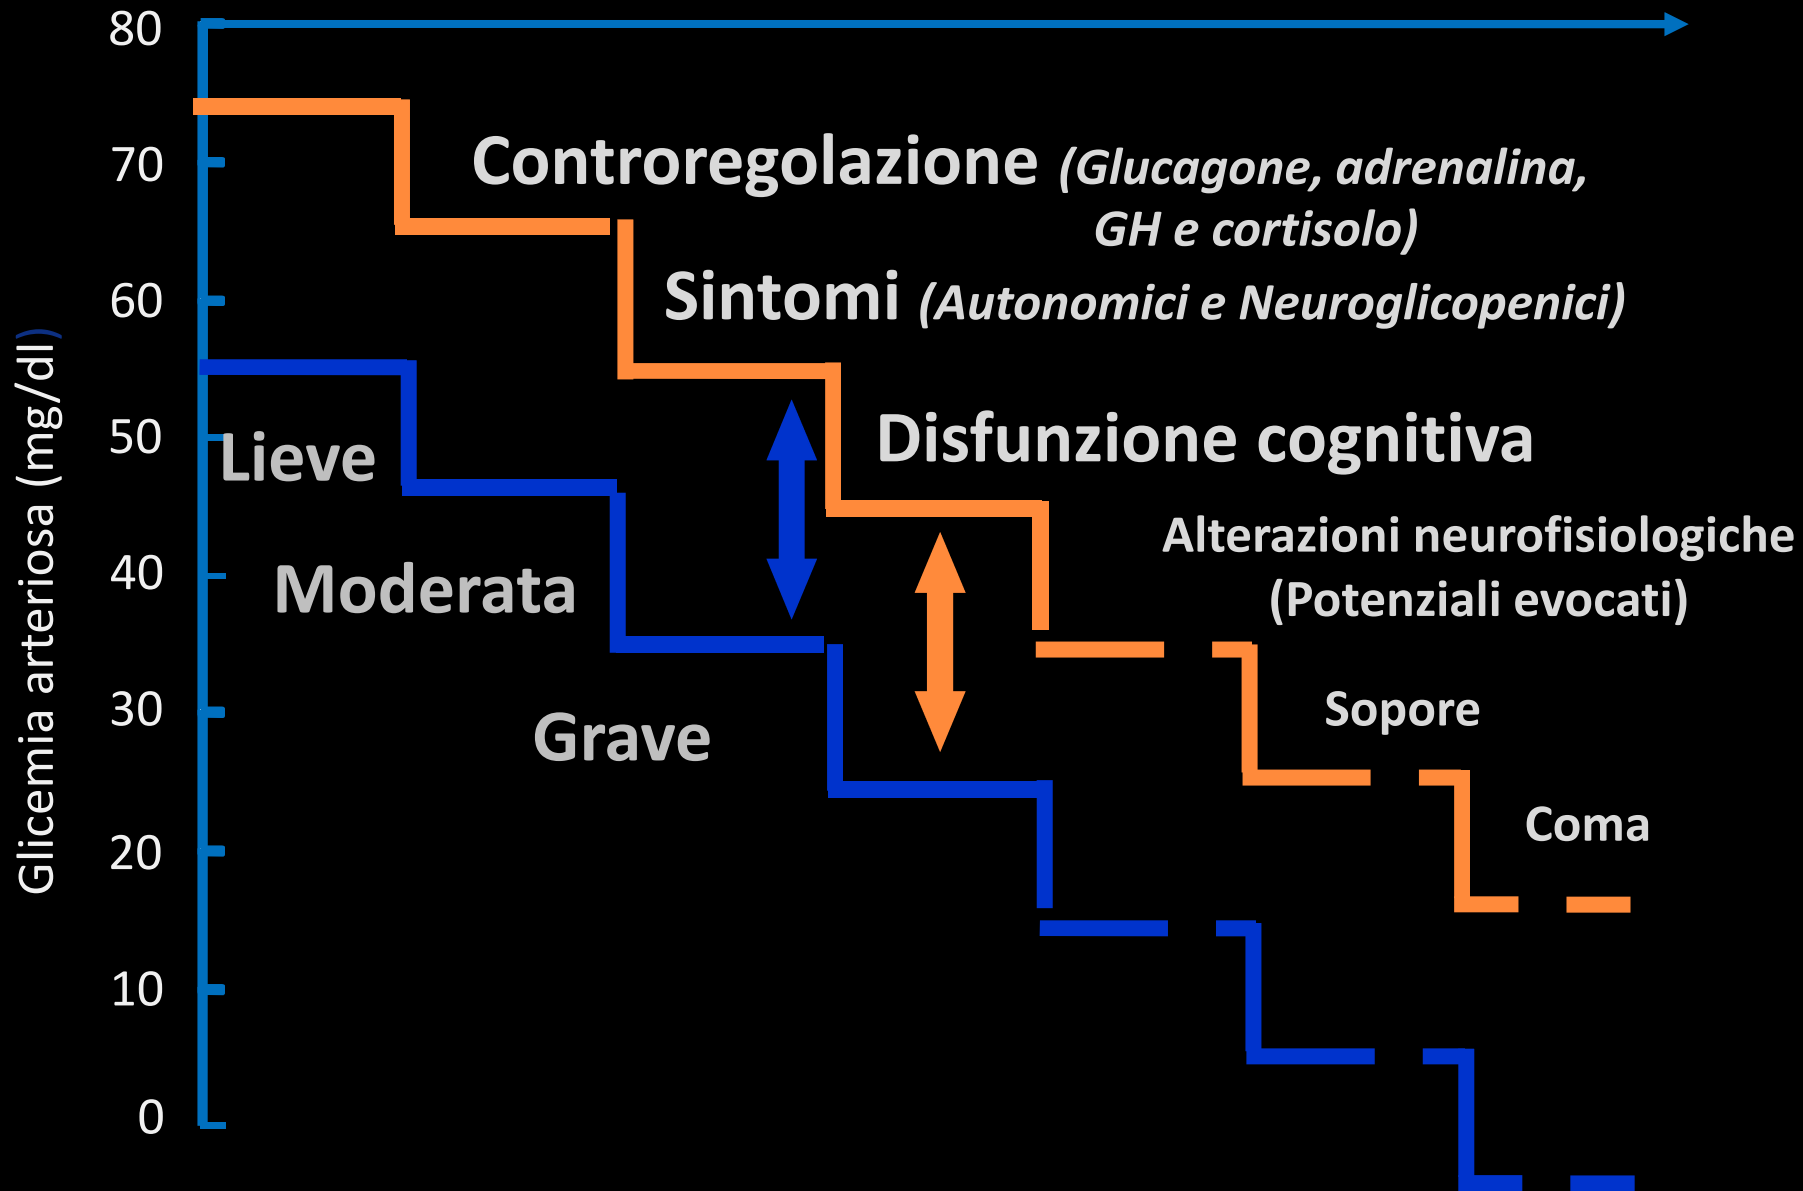 80
70
60
50
40
30
20
10
0
Glicemia arteriosa (mg/dl)
Controregolazione (Glucagone, adrenalina,
GH e cortisolo)
Sintomi (Autonomici e Neuroglicopenici)
Disfunzione cognitiva
Alterazioni neurofisiologiche
(Potenziali evocati)
Sopore
Coma
Lieve
Moderata
Grave